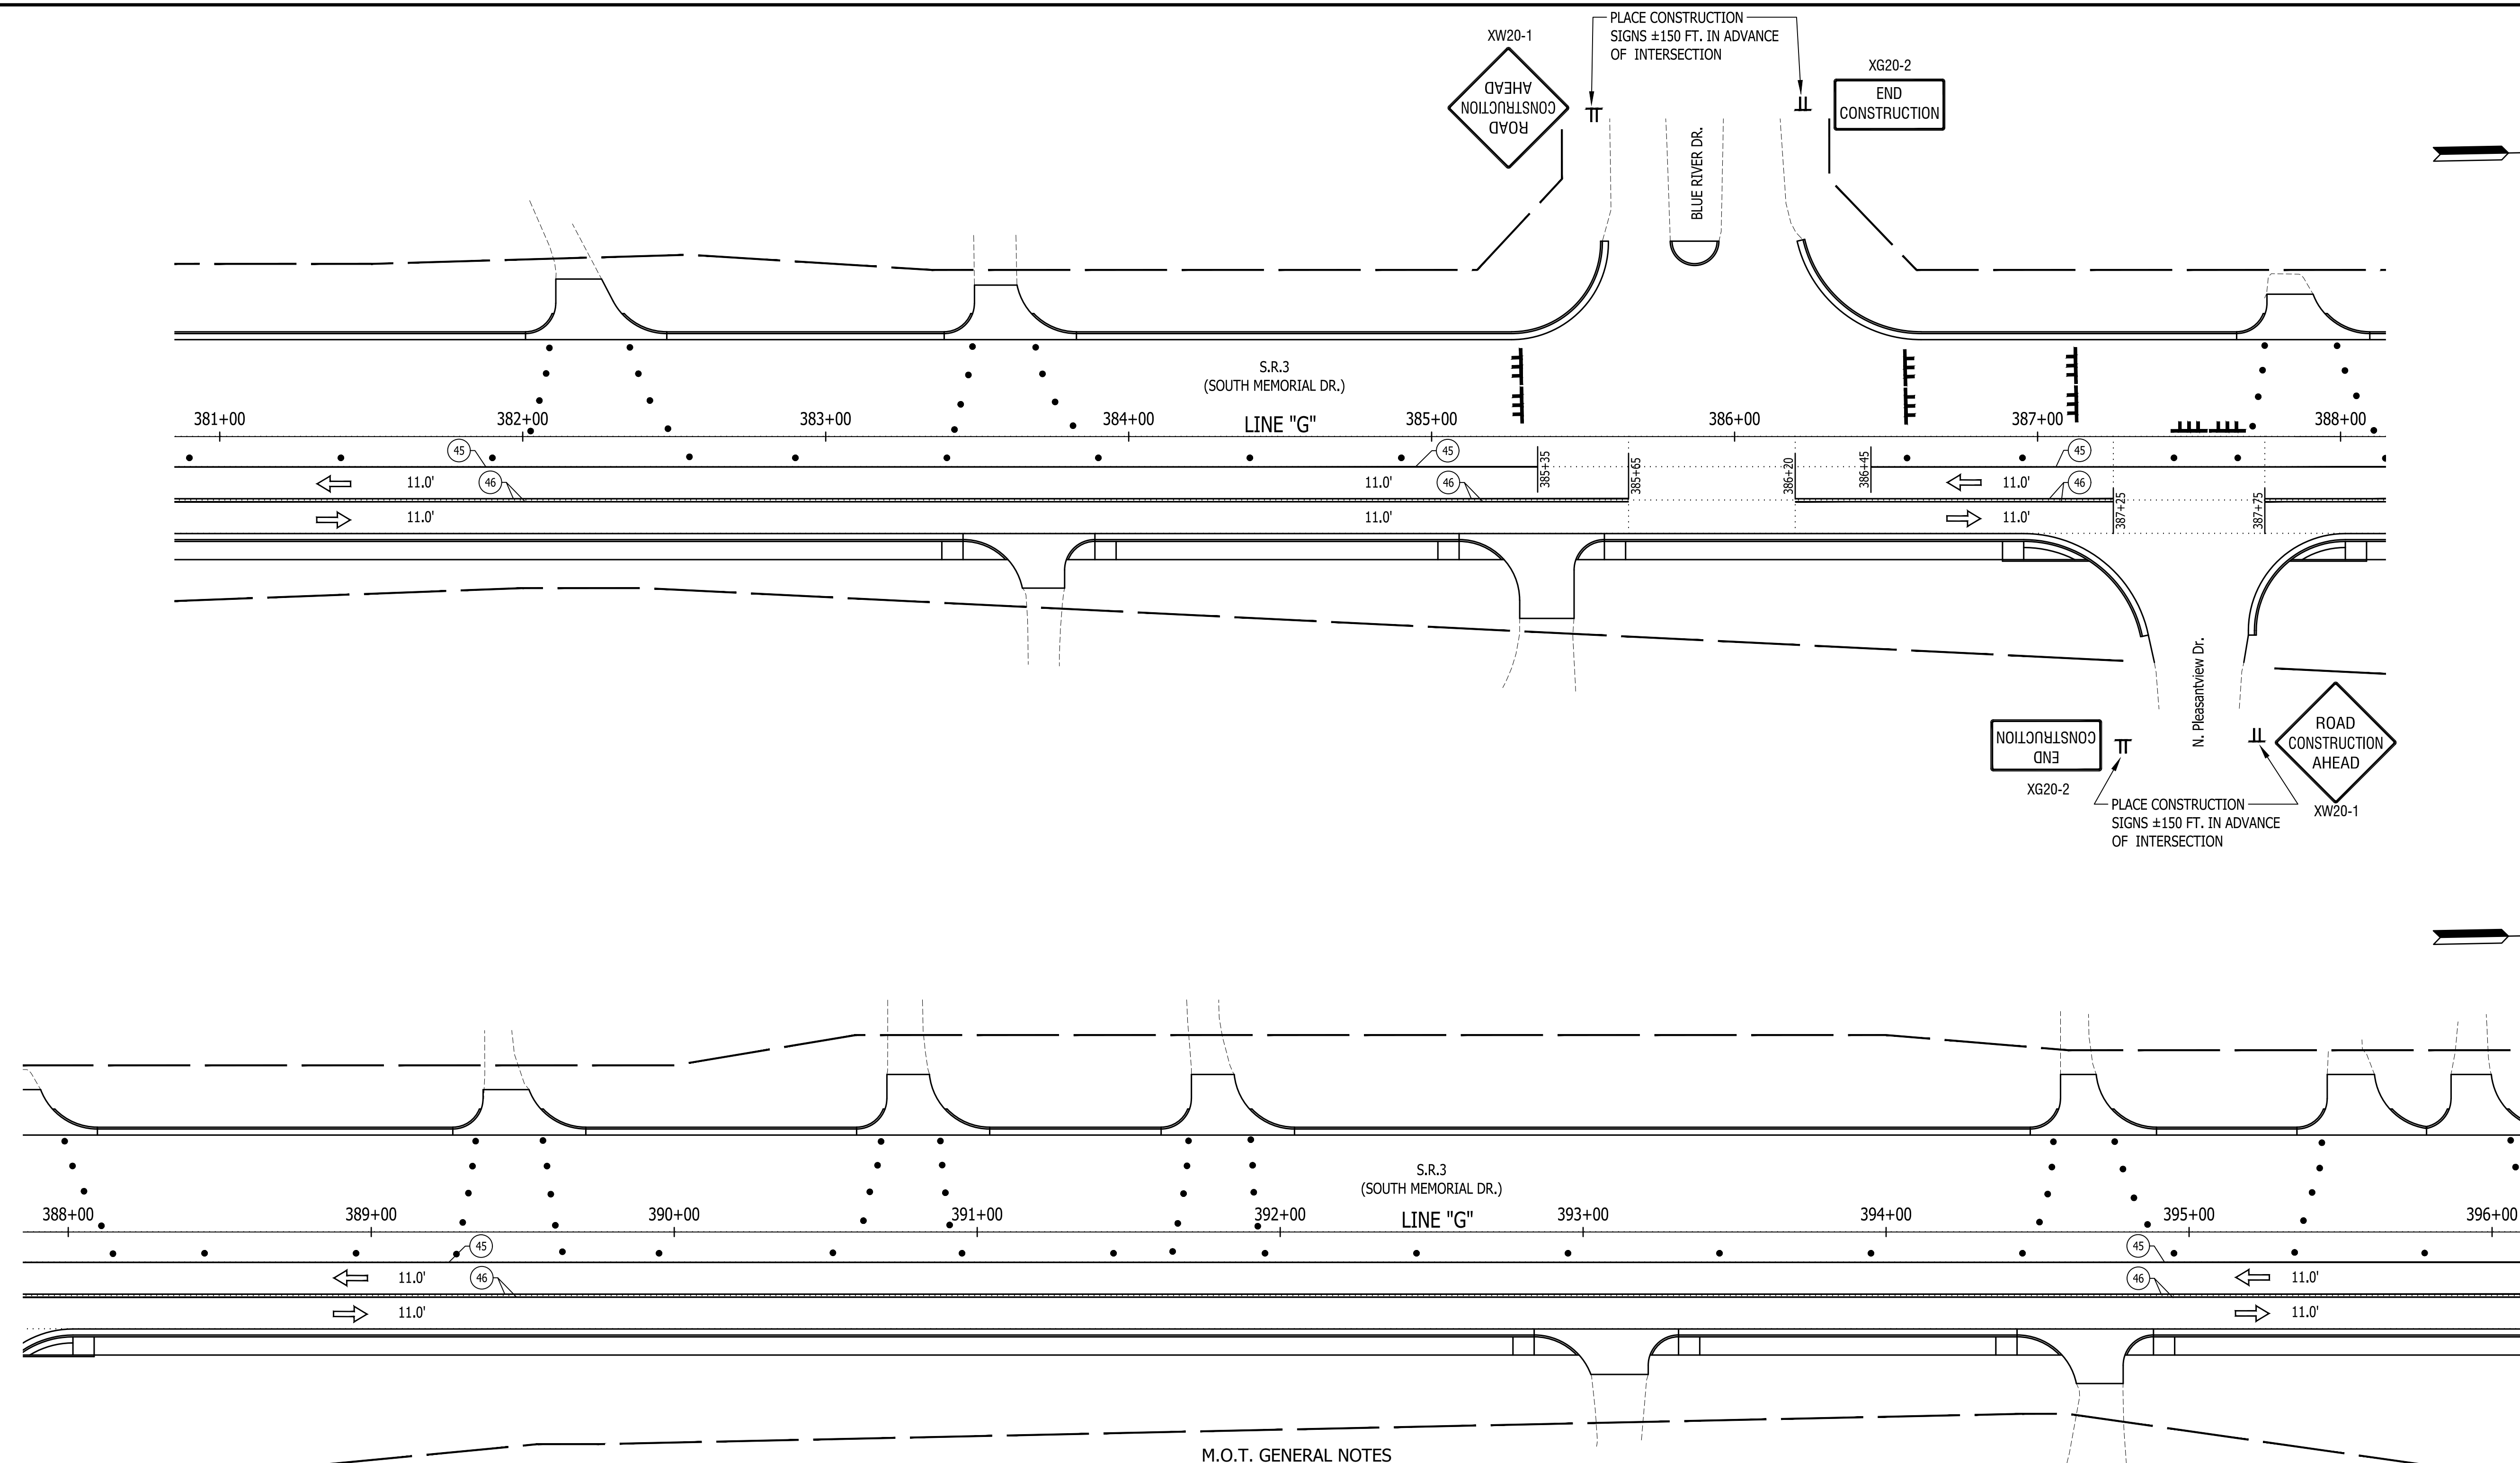 PLACE CONSTRUCTION
SIGNS ±150 FT. IN ADVANCE
OF INTERSECTION
XW20-1
ROAD
CONSTRUCTION
AHEAD
XG20-2
END
CONSTRUCTION
BLUE RIVER DR.
S.R.3
(SOUTH MEMORIAL DR.)
LINE "G"
381+00
382+00
383+00
384+00
385+00
386+00
387+00
388+00
45
45
45
46
46
46
11.0'
11.0'
11.0'
11.0'
11.0'
11.0'
385+35
385+65
386+20
386+45
387+25
387+75
N. Pleasantview Dr.
END
CONSTRUCTION
XG20-2
ROAD
CONSTRUCTION
AHEAD
XW20-1
PLACE CONSTRUCTION
SIGNS ±150 FT. IN ADVANCE
OF INTERSECTION
S.R.3
(SOUTH MEMORIAL DR.)
LINE "G"
388+00
389+00
390+00
391+00
392+00
393+00
394+00
395+00
396+00
45
45
46
46
11.0'
11.0'
11.0'
11.0'
M.O.T. GENERAL NOTES